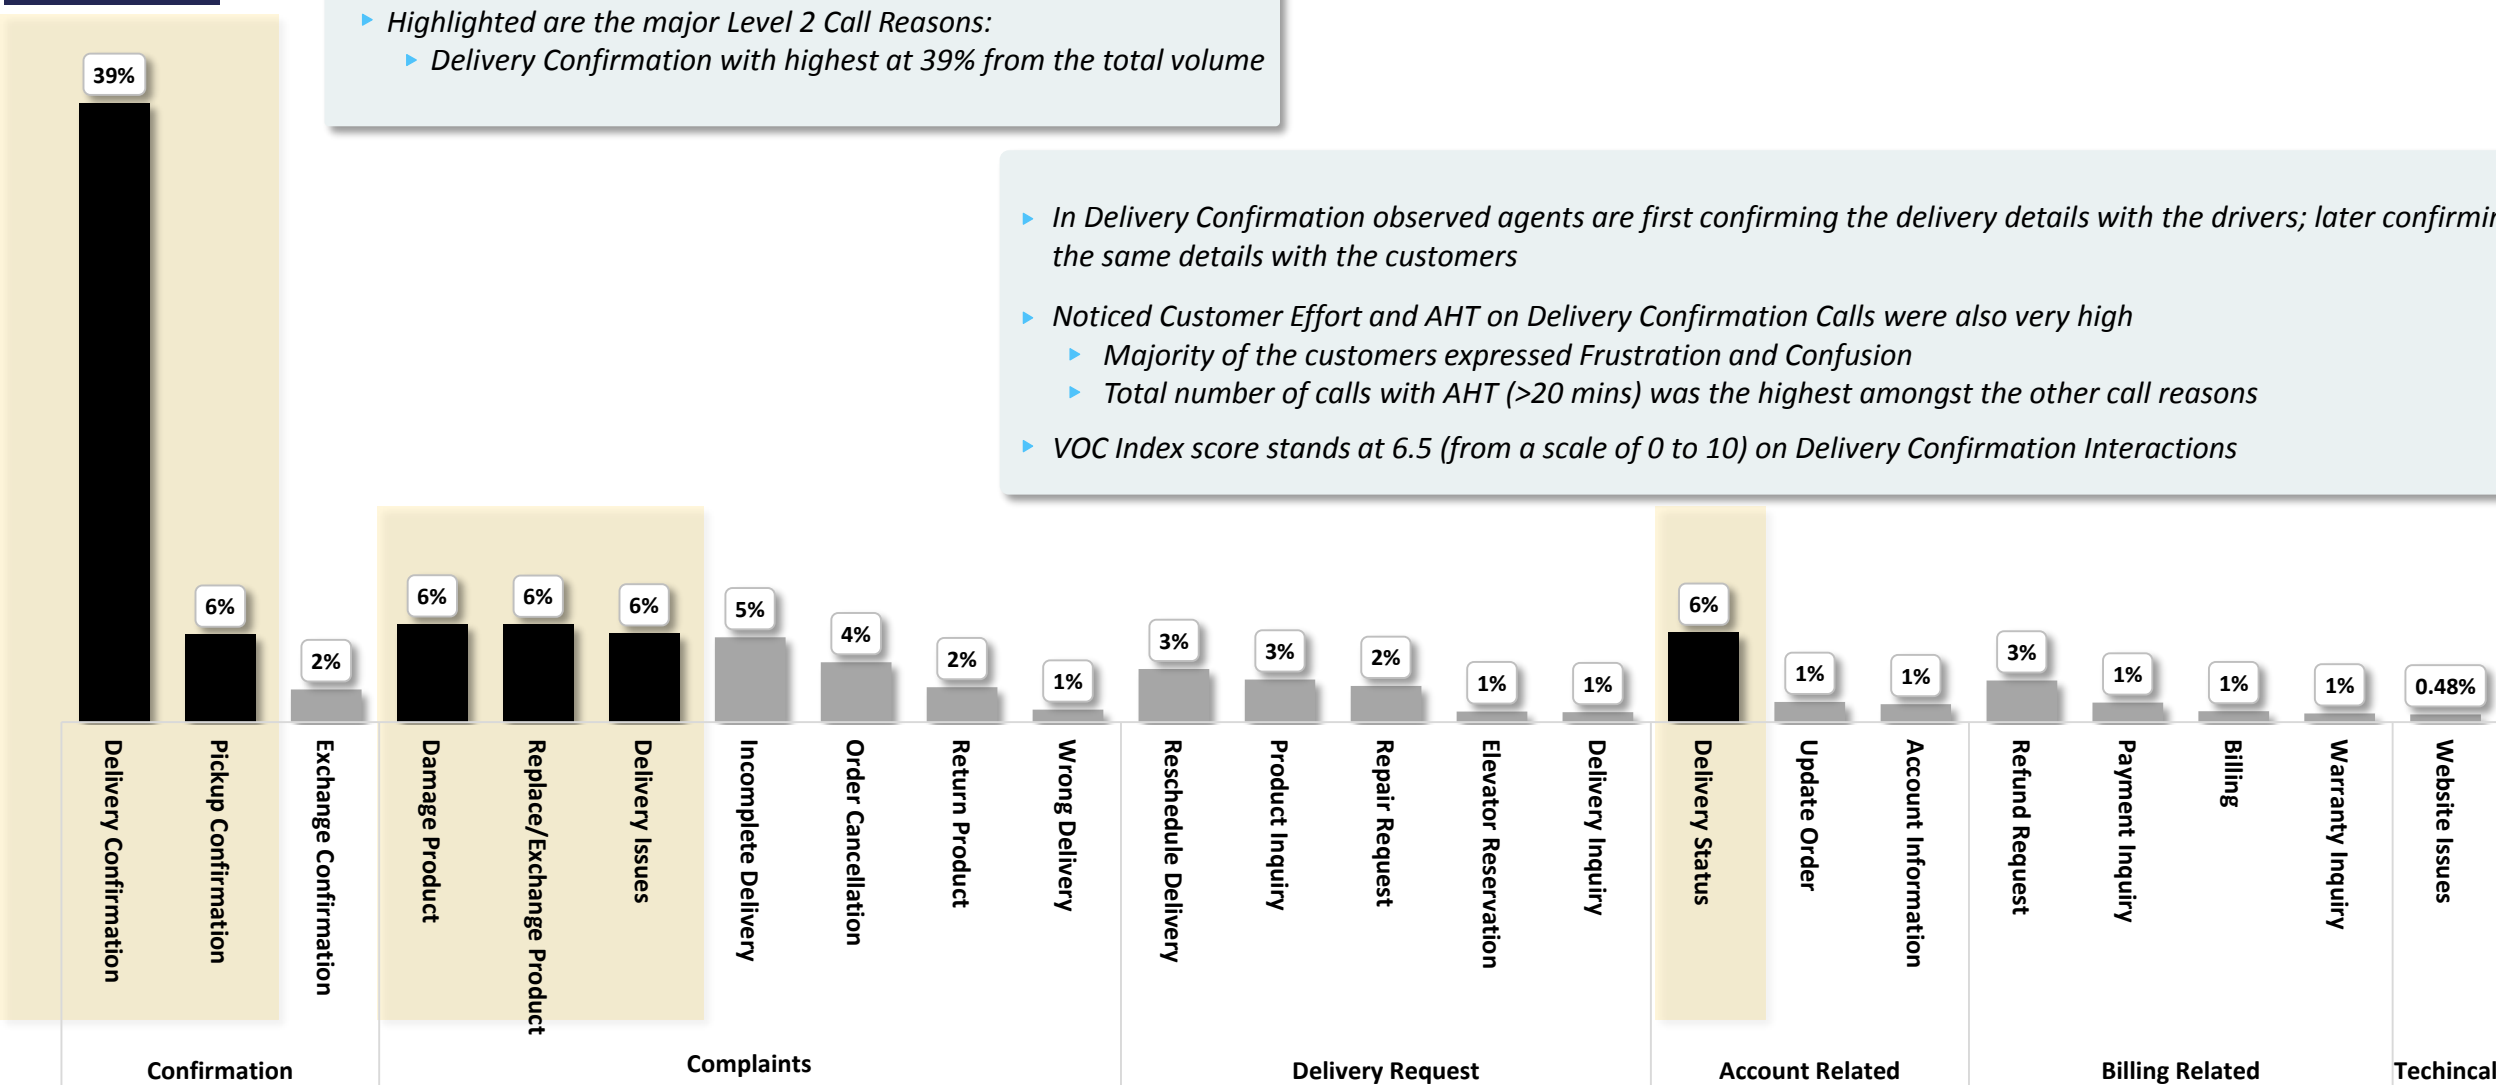 Highlighted are the major Level 2 Call Reasons:
Delivery Confirmation with highest at 39% from the total volume
In Delivery Confirmation observed agents are first confirming the delivery details with the drivers; later confirmin
the same details with the customers
Noticed Customer Effort and AHT on Delivery Confirmation Calls were also very high
Majority of the customers expressed Frustration and Confusion
Total number of calls with AHT (>20 mins) was the highest amongst the other call reasons
VOC Index score stands at 6.5 (from a scale of 0 to 10) on Delivery Confirmation Interactions
39%
6%
2%
6%
6%
6%
5%
4%
2%
1%
3%
3%
2%
1%
1%
6%
1%
1%
3%
1%
1%
1%
0.48%
Delivery Confirmation
Pickup Confirmation
Exchange Confirmation
Damage Product
Replace/Exchange Product
Delivery Issues
Incomplete Delivery
Order Cancellation
Return Product
Wrong Delivery
Reschedule Delivery
Product Inquiry
Repair Request
Elevator Reservation
Delivery Inquiry
Delivery Status
Update Order
Account Information
Refund Request
Payment Inquiry
Billing
Warranty Inquiry
Website Issues
Confirmation
Complaints
Delivery Request
Account Related
Billing Related
Techincal